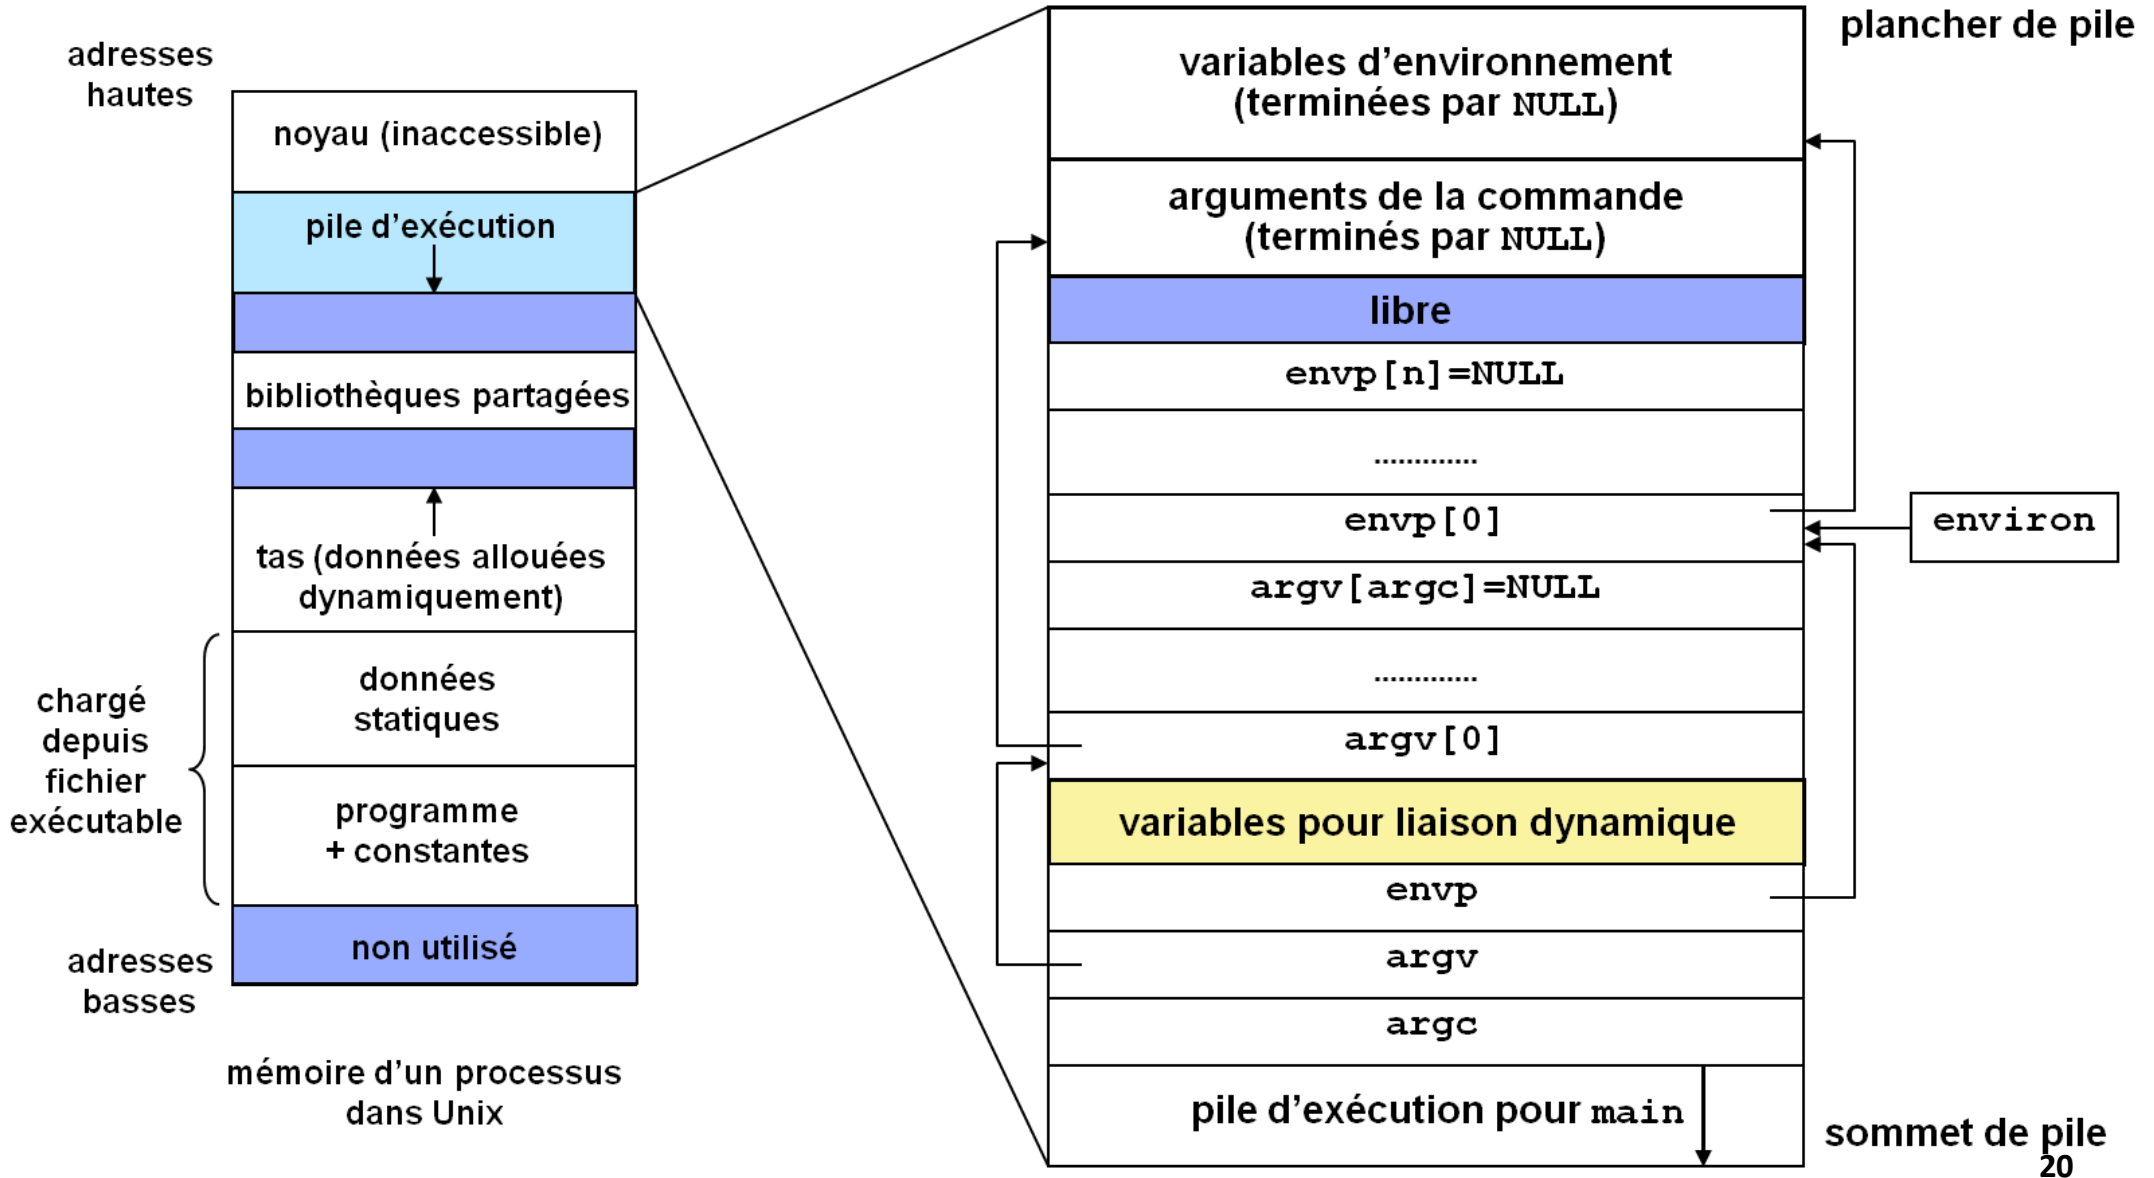 adresses
hautes
noyau (inaccessible)
pile d'exécution
bibliothèques partagées
tas (données allouées
dynamiquement)
données
statiques
programme
+ constantes
chargé
depuis
fichier
exécutable
non utilisé
adresses
basses
mémoire d'un processus
dans Unix
plancher de pile
variables d'environnement
(terminées par NULL)
arguments de la commande
(terminés par NULL)
libre
envp[n]=NULL
.............
envp[0]
environ
argv[argc]=NULL
.............
argv[0]
variables pour liaison dynamique
envp
argv
argc
pile d'exécution pour main
sommet de pile
20